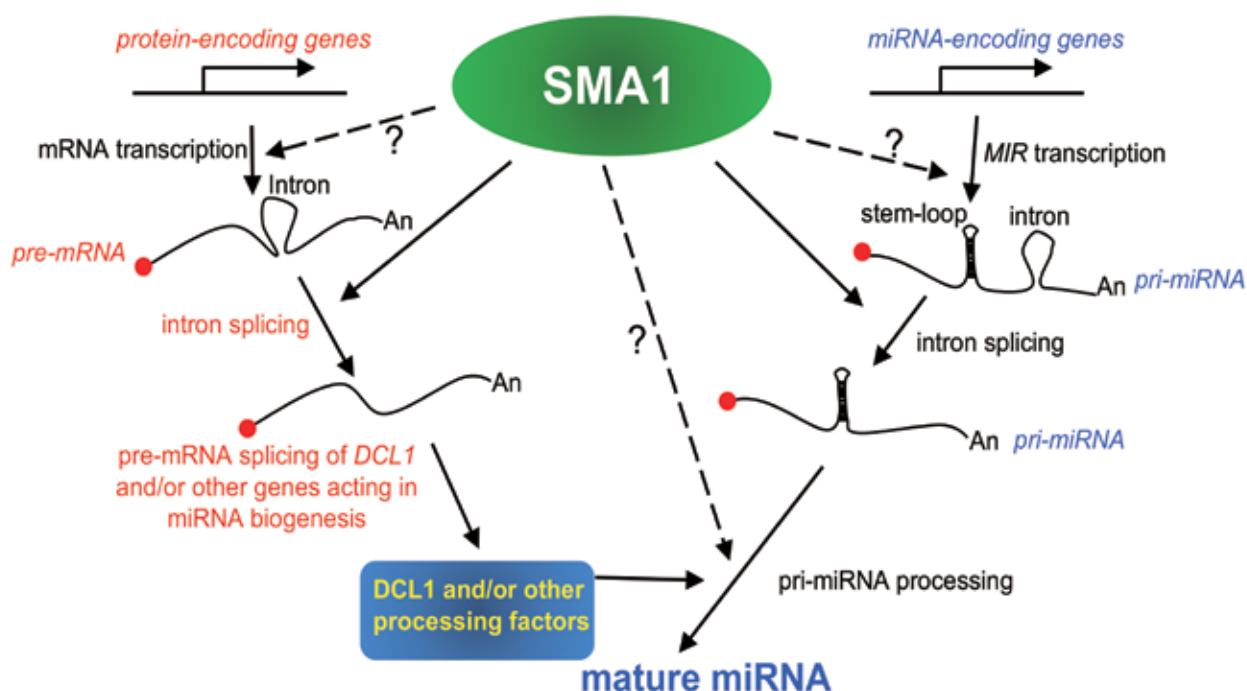 protein-encoding genes
SMA1
miRNA-encoding genes
mRNA transcription
?
?
MIR transcription
Intron
An
pre-mRNA
stem-loop
intron
An
pri-miRNA
intron splicing
?
intron splicing
An
An
pri-miRNA
pre-mRNA splicing of DCL1
and/or other genes acting in
miRNA biogenesis
DCL1 and/or other
processing factors
pri-miRNA processing
mature miRNA